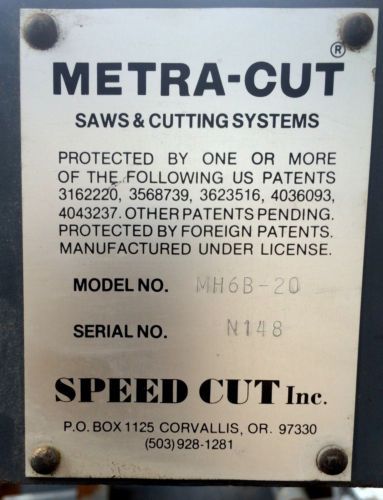 METRA-CUT®
SAWS & CUTTING SYSTEMS
PROTECTED BY ONE OR MORE
OF THE FOLLOWING US PATENTS
3162220, 3568739, 3623516, 4036093,
4043237. OTHER PATENTS PENDING.
PROTECTED BY FOREIGN PATENTS.
MANUFACTURED UNDER LICENSE.
MODEL NO. MH6B-20
SERIAL NO. N148
SPEED CUT Inc.
P.O. BOX 1125 CORVALLIS, OR. 97330
(503) 928-1281